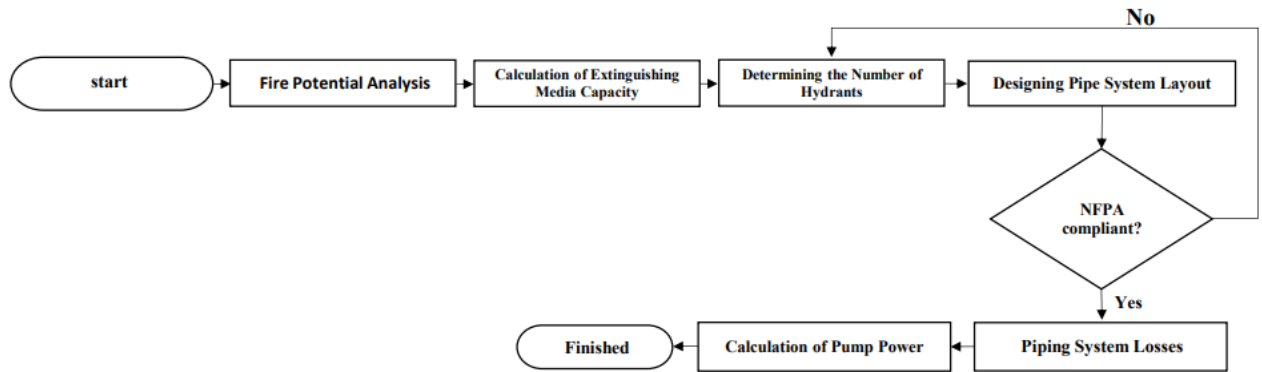 No
start
Fire Potential Analysis
Calculation of Extinguishing
Media Capacity
Determining the Number of
Hydrants
Designing Pipe System Layout
NFPA
compliant?
Yes
Finished
Calculation of Pump Power
Piping System Losses